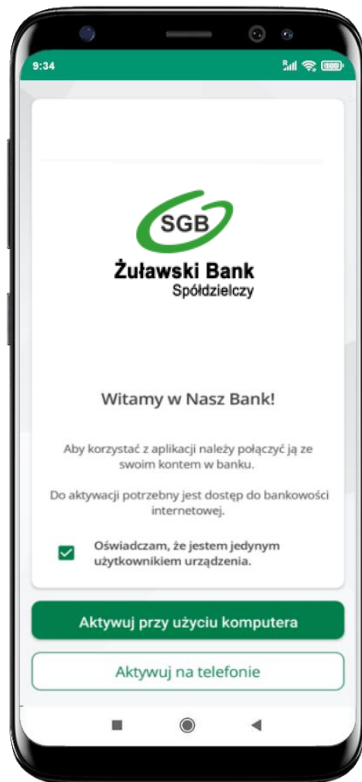 9:34
SGB
Żuławski Bank
Spółdzielczy
Witamy w Nasz Bank!
Aby korzystać z aplikacji należy połączyć ją ze
swoim kontem w banku.
Do aktywacji potrzebny jest dostęp do bankowości
internetowej.
Oświadczam, że jestem jedynym
użytkownikiem urządzenia.
Aktywuj przy użyciu komputera
Aktywuj na telefonie